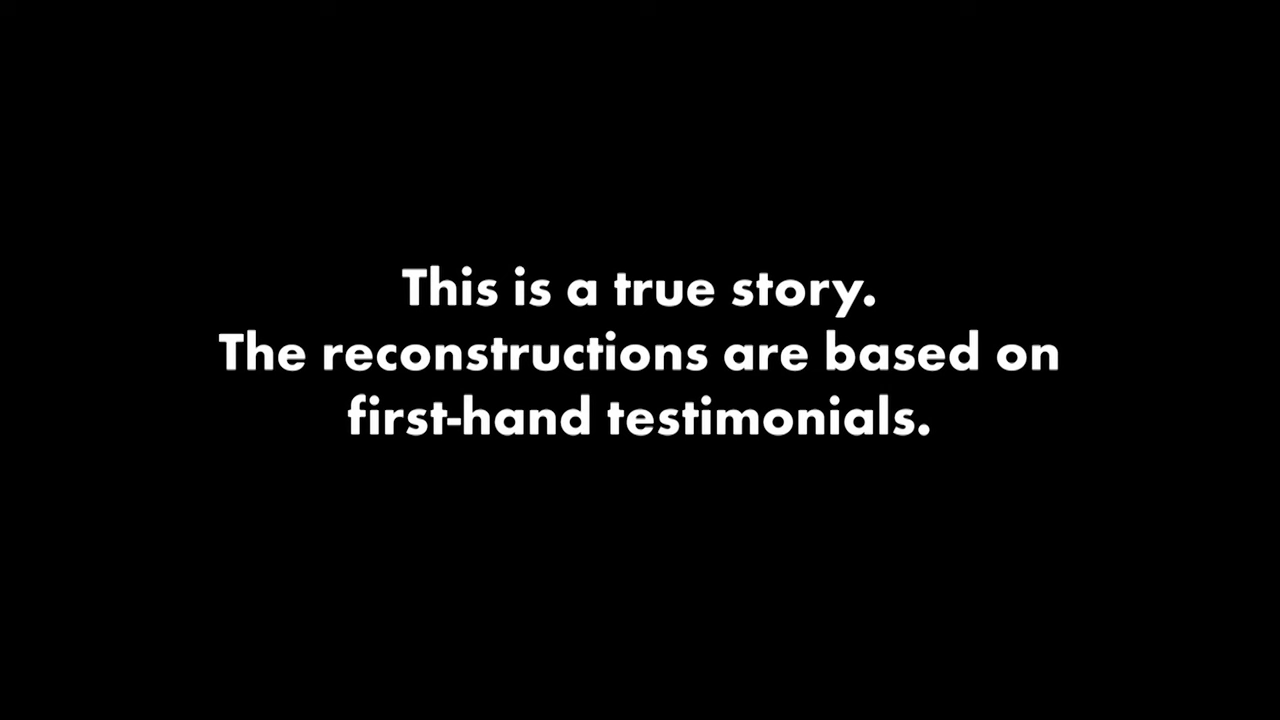 This is a true story.
The reconstructions are based on
first-hand testimonials.